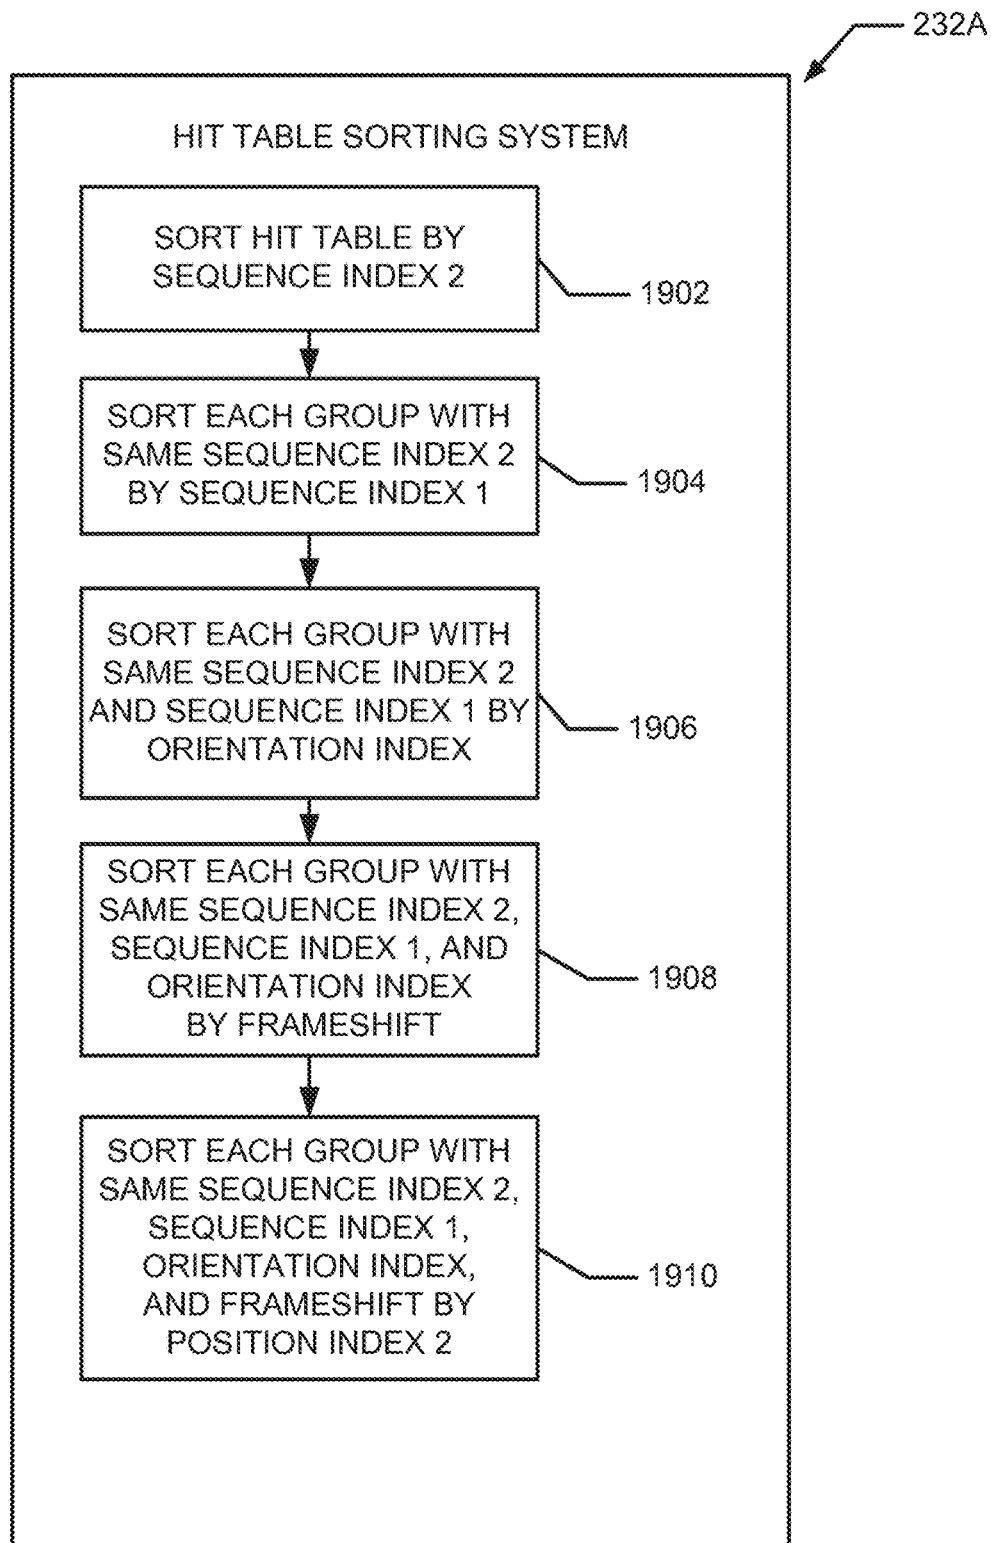 232A
HIT TABLE SORTING SYSTEM
SORT HIT TABLE BY
SEQUENCE INDEX 2
1902
SORT EACH GROUP WITH
SAME SEQUENCE INDEX 2
BY SEQUENCE INDEX 1
1904
SORT EACH GROUP WITH
SAME SEQUENCE INDEX 2
AND SEQUENCE INDEX 1 BY
ORIENTATION INDEX
1906
SORT EACH GROUP WITH
SAME SEQUENCE INDEX 2,
SEQUENCE INDEX 1, AND
ORIENTATION INDEX
BY FRAMESHIFT
1908
SORT EACH GROUP WITH
SAME SEQUENCE INDEX 2,
SEQUENCE INDEX 1,
ORIENTATION INDEX,
AND FRAMESHIFT BY
POSITION INDEX 2
1910